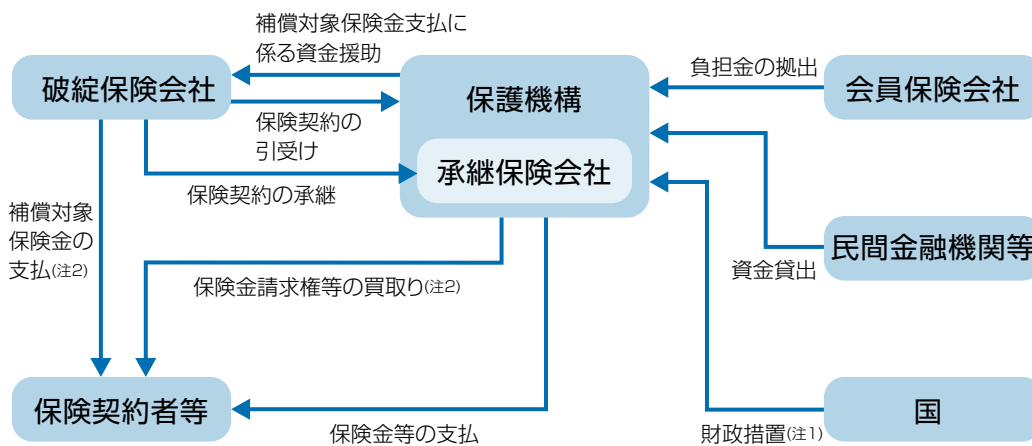 補償対象保険金支払に
係る資金援助
破綻保険会社
保護機構
負担金の拠出
会員保険会社
保険契約の
引受け
承継保険会社
保険契約の承継
補償対象
保険金の
支払(注2)
保険金請求権等の買取り(注2)
民間金融機関等
資金貸出
保険契約者等
保険金等の支払
国
財政措置(注1)